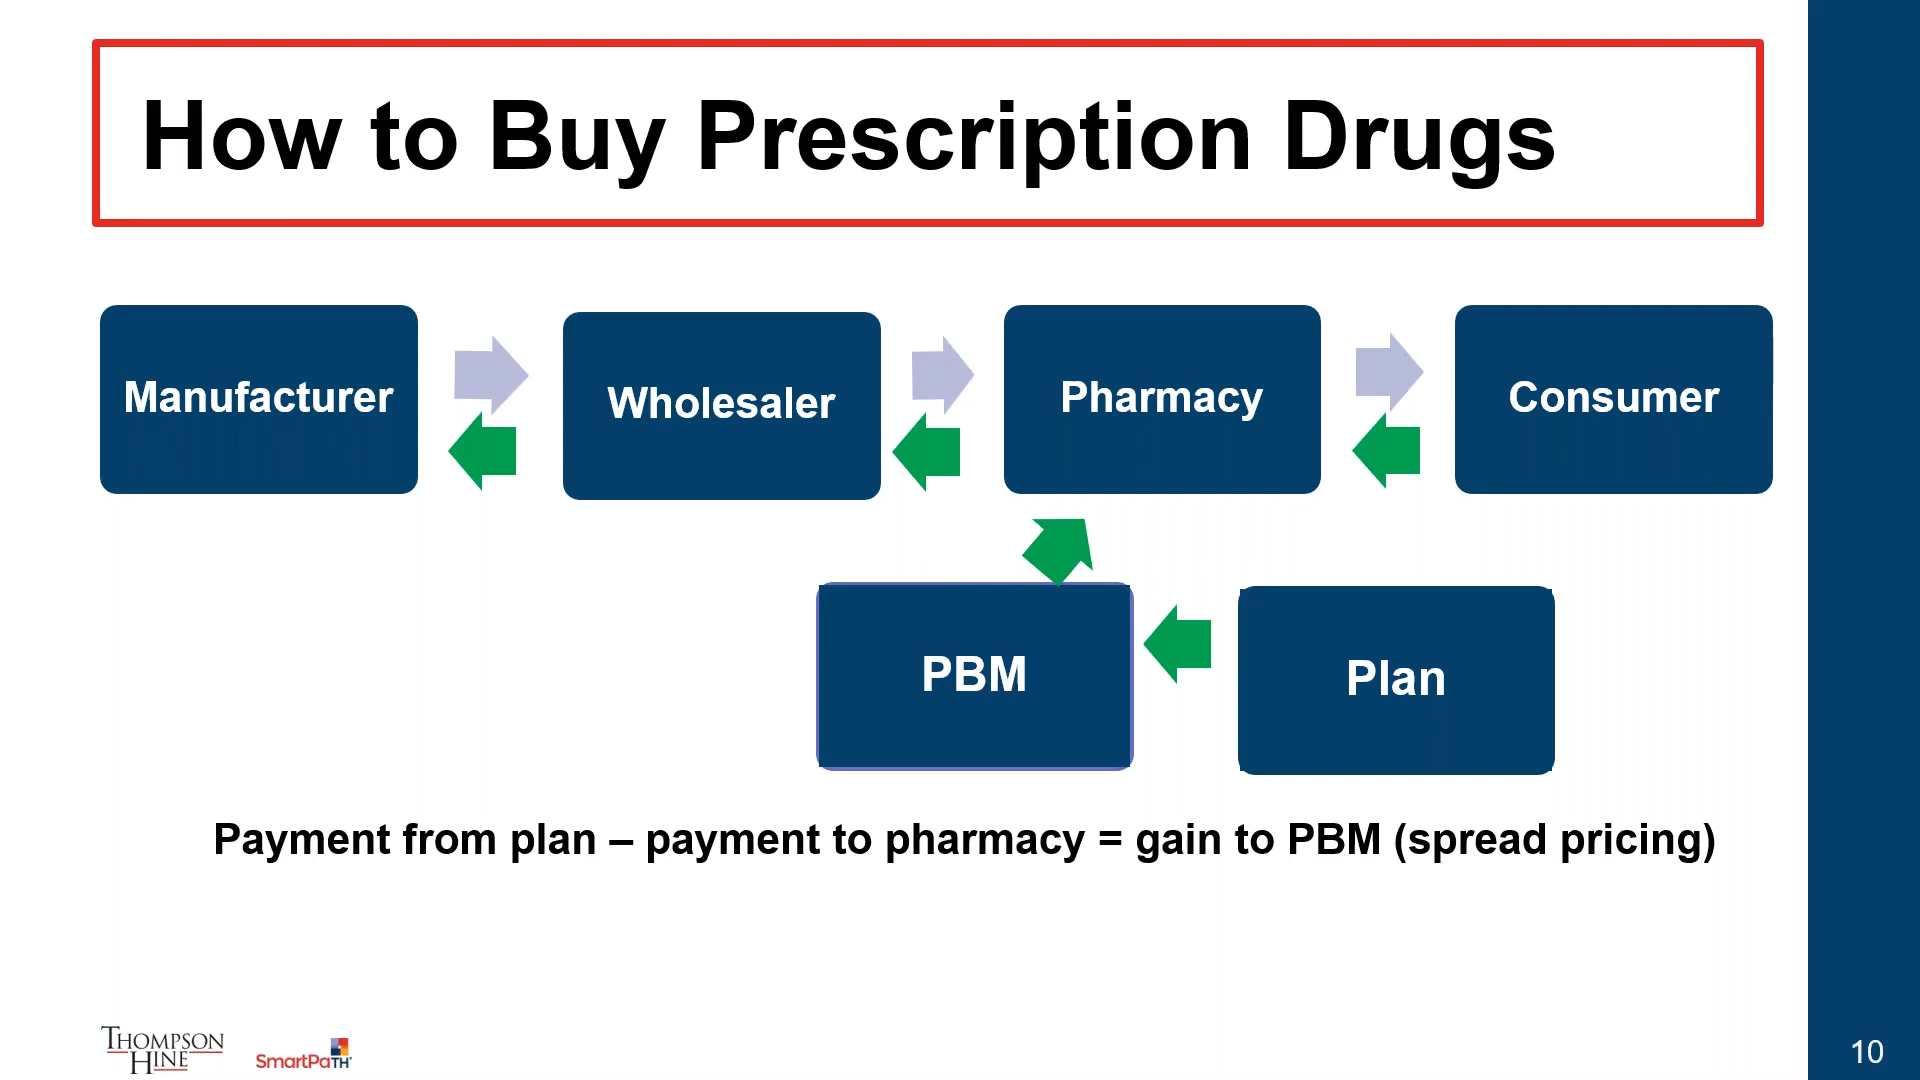 How to Buy Prescription Drugs
Manufacturer
Wholesaler
Pharmacy
Consumer
PBM
Plan
Payment from plan – payment to pharmacy = gain to PBM (spread pricing)
THOMPSON
HINE
SmartPaTH
10